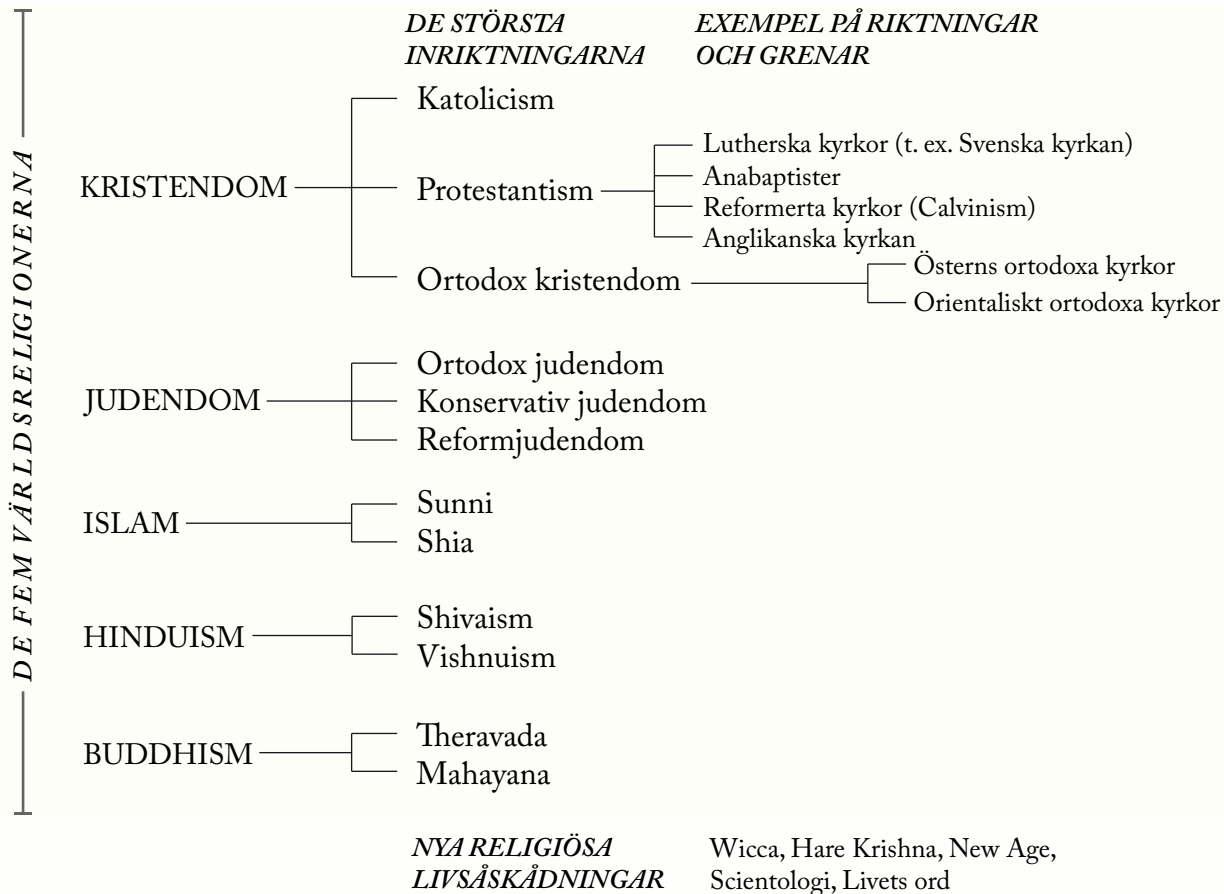 DE STÖRSTA
INRIKTNINGARNA
EXEMPEL PÅ RIKTNINGAR
OCH GRENAR
DE FEM VÄRLDSRELIGIONERNA
KRISTENDOM
Katolicism
Protestantism
Lutherska kyrkor (t. ex. Svenska kyrkan)
Anabaptister
Reformerta kyrkor (Calvinism)
Anglikanska kyrkan
Ortodox kristendom
Österns ortodoxa kyrkor
Orientaliskt ortodoxa kyrkor
JUDENDOM
Ortodox judendom
Konservativ judendom
Reformjudendom
ISLAM
Sunni
Shia
HINDUISM
Shivaism
Vishnuism
BUDDHISM
Theravada
Mahayana
NYA RELIGIÖSA
LIVSÅSKÅDNINGAR
Wicca, Hare Krishna, New Age,
Scientologi, Livets ord